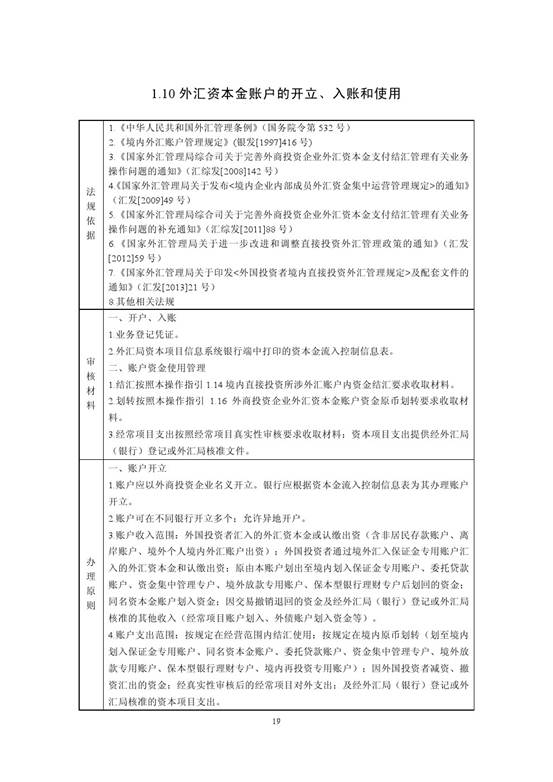 1.10 外汇资本金账户的开立、入账和使用
法规依据
1.《中华人民共和国外汇管理条例》（国务院令第 532 号）
2.《境内外汇账户管理规定》（银发[1997]416 号）
3.《国家外汇管理局综合司关于完善外商投资企业外汇资本金支付结汇管理有关业务
操作问题的通知》（汇综发[2008]142 号）
4.《国家外汇管理局关于发布<境内企业内部成员外汇资金集中运营管理规定>的通知》
（汇发[2009]49 号）
5.《国家外汇管理局综合司关于完善外商投资企业外汇资本金支付结汇管理有关业务
操作问题的补充通知》（汇综发[2011]88 号）
6.《国家外汇管理局关于进一步改进和调整直接投资外汇管理政策的通知》（汇发
[2012]59 号）
7.《国家外汇管理局关于印发<外国投资者境内直接投资外汇管理规定>及配套文件的
通知》（汇发[2013]21 号）
8.其他相关法规
审核材料
一、开户、入账
1.业务登记凭证。
2.外汇局资本项目信息系统银行端中打印的资本金流入控制信息表。
二、账户资金使用管理
1.结汇按照本操作指引 1.14 境内直接投资所涉外汇账户内资金结汇要求收取材料。
2.划转按照本操作指引 1.16 外商投资企业外汇资本金账户资金原币划转要求收取材
料。
3.经常项目支出按照经常项目真实性审核要求收取材料；资本项目支出提供经外汇局
（银行）登记或外汇局核准文件。
办理原则
一、账户开立
1.账户应以外商投资企业名义开立。银行应根据资本金流入控制信息表为其办理账户
开立。
2.账户可在不同银行开立多个；允许异地开户。
3.账户收入范围：外国投资者汇入的外汇资本金或认缴出资（含非居民存款账户、离
岸账户、境外个人境内外汇账户出资）；外国投资者通过境外汇入保证金专用账户汇
入的外汇资本金和认缴出资；原由本账户划出至境内划入保证金专用账户、委托贷款
账户、资金集中管理专户、境外放款专用账户、保本型银行理财专户后划回的资金；
同名资本金账户划入资金；因交易撤销退回的资金及经外汇局（银行）登记或外汇局
核准的其他收入（经常项目账户划入、外债账户划入资金等）。
4.账户支出范围：按规定在经营范围内结汇使用；按规定在境内原币划转（划至境内
划入保证金专用账户、同名资本金账户、委托贷款账户、资金集中管理专户、境外放
款专用账户、保本型银行理财专户、境内再投资专用账户）；因外国投资者减资、撤
资汇出的资金；经真实性审核后的经常项目对外支出；及经外汇局（银行）登记或外
汇局核准的资本项目支出。
19